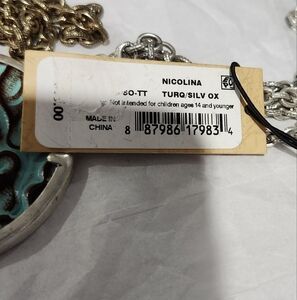 NICOLINA
SO-TT TURQ/SILV OX
Not intended for children ages 14 and younger
MADE IN
CHINA
8 87986 17983 4